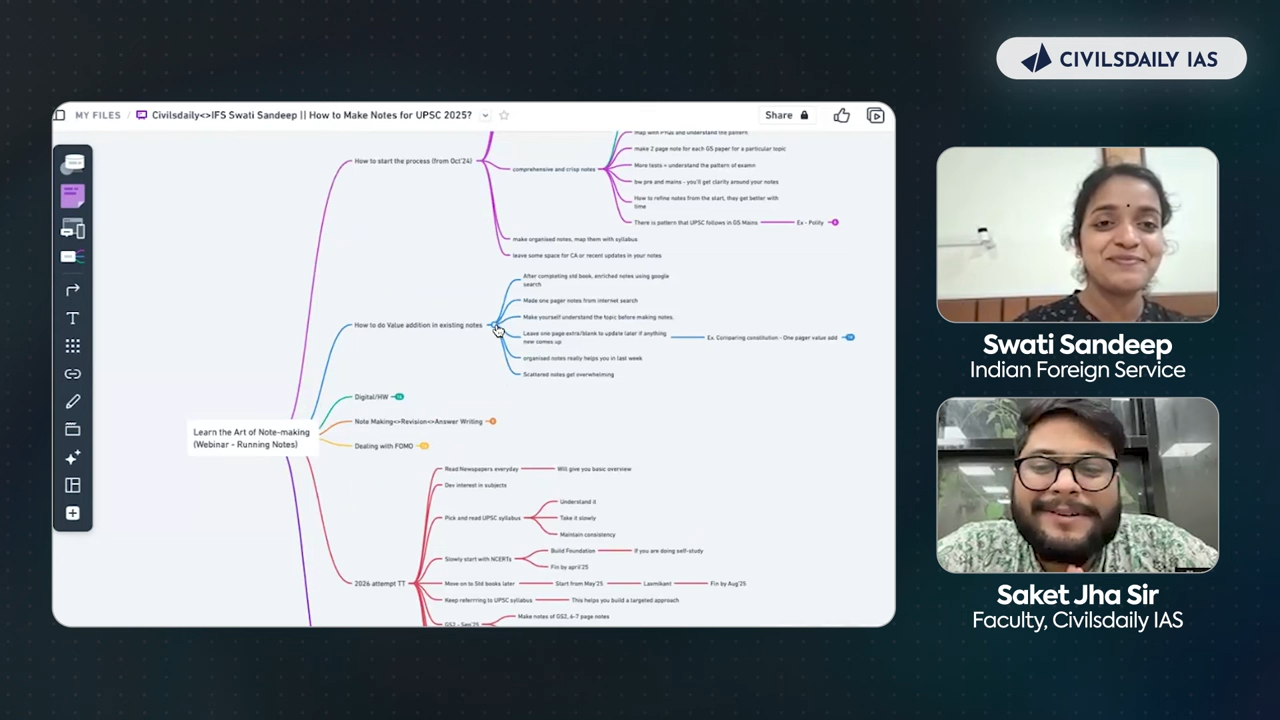 CIVILSDAILY IAS
MY FILES / Civilsdaily<>IFS Swati Sandeep || How to Make Notes for UPSC 2025?
Share
How to start the process (from Oct'24)
comprehensive and crisp notes
map with PYQs and understand the pattern
make 2 page note for each GS paper for a particular topic
More tests = understand the pattern of examn
bw pre and mains - you'll get clarity around your notes
How to refine notes from the start, they get better with
time
There is pattern that UPSC follows in GS Mains
Ex - Polity
make organised notes, map them with syllabus
leave some space for CA or recent updates in your notes
How to do Value addition in existing notes
After completing std book, enriched notes using google
search
Made one pager notes from internet search
Make yourself understand the topic before making notes.
Leave one page extra/blank to update later if anything
new comes up
Ex. Comparing constitution - One pager value add
organised notes really helps you in last week
Scattered notes get overwhelming
Digital/HW
Note Making<>Revision<>Answer Writing
Dealing with FOMO
Learn the Art of Note-making
(Webinar - Running Notes)
2026 attempt TT
Read Newspapers everyday
Will give you basic overview
Dev interest in subjects
Pick and read UPSC syllabus
Understand it
Take it slowly
Maintain consistency
Slowly start with NCERTs
Build Foundation
If you are doing self-study
Fin by april'25
Move on to Std books later
Start from May'25
Laxmikant
Fin by Aug'25
Keep referrring to UPSC syllabus
This helps you build a targeted approach
GS2 - Sep'25
Make notes of GS2, 6-7 page notes
Swati Sandeep
Indian Foreign Service
Saket Jha Sir
Faculty, Civilsdaily IAS